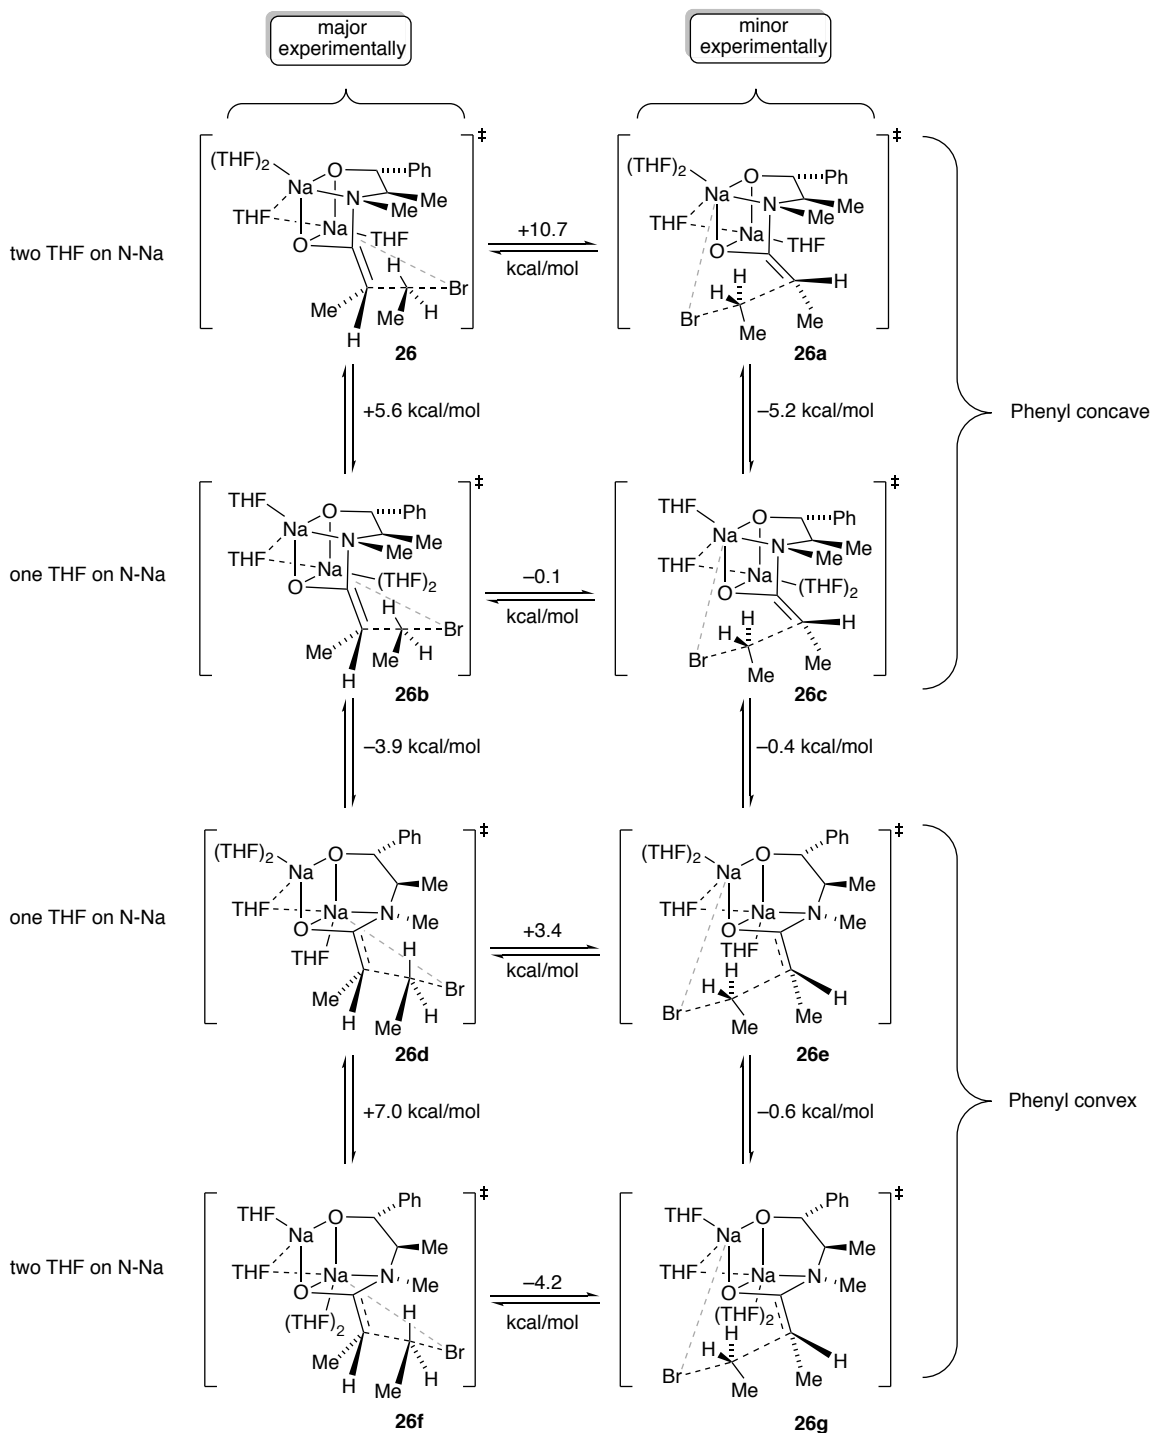 major
experimentally
minor
experimentally
‡
‡
(THF)2
Na
O
Ph
N
Me
Me
THF
Na
THF
O
H
Br
Me
Me
H
H
26
two THF on N-Na
+10.7
kcal/mol
(THF)2
Na
O
Ph
N
Me
Me
THF
Na
THF
O
H
H
H
Br
Me
Me
26a
+5.6 kcal/mol
–5.2 kcal/mol
Phenyl concave
‡
‡
THF
Na
O
Ph
N
Me
Me
THF
Na
(THF)2
O
H
Br
Me
Me
H
H
26b
one THF on N-Na
–0.1
kcal/mol
THF
Na
O
Ph
N
Me
Me
THF
Na
(THF)2
O
H
H
H
Br
Me
Me
26c
–3.9 kcal/mol
–0.4 kcal/mol
‡
‡
(THF)2
Na
O
Ph
Me
THF
Na
N
Me
O
THF
H
Br
Me
H
H
Me
26d
one THF on N-Na
+3.4
kcal/mol
(THF)2
Na
O
Ph
Me
THF
Na
N
Me
O
THF
H
H
H
Br
Me
Me
26e
+7.0 kcal/mol
–0.6 kcal/mol
Phenyl convex
‡
‡
THF
Na
O
Ph
Me
THF
Na
N
Me
O
(THF)2
H
Br
Me
H
H
Me
26f
two THF on N-Na
–4.2
kcal/mol
THF
Na
O
Ph
Me
THF
Na
N
Me
O
(THF)2
H
H
H
Br
Me
Me
26g